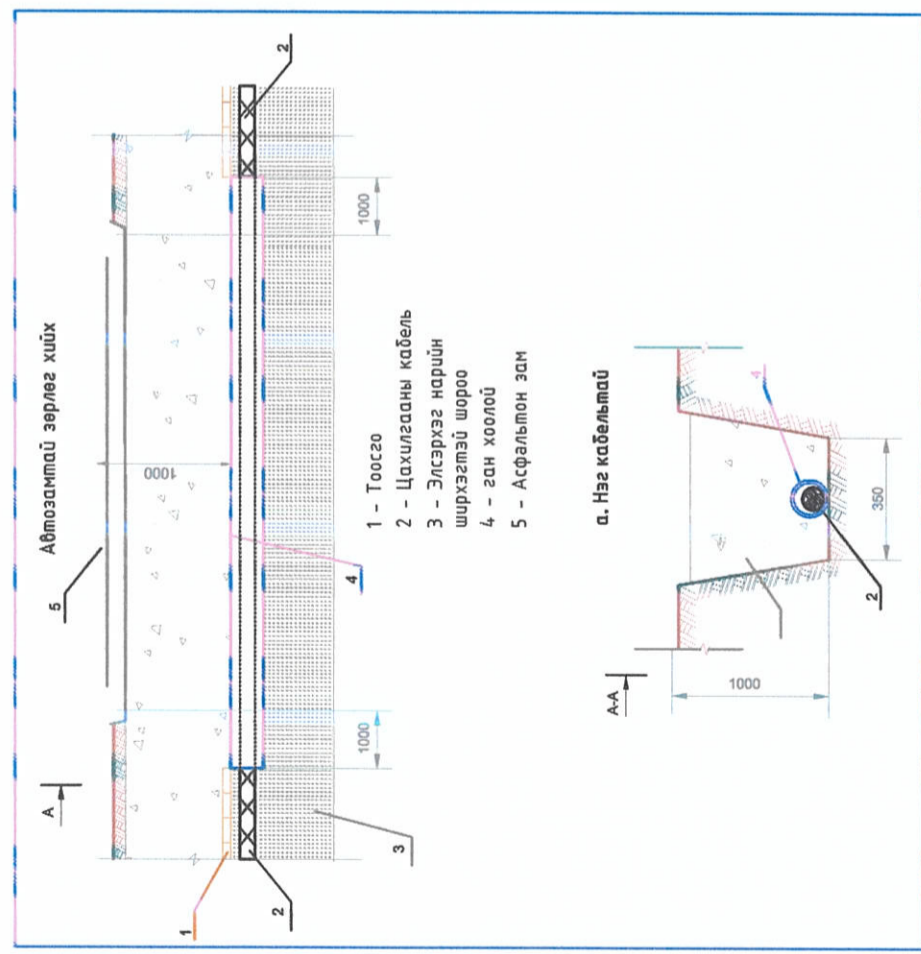 Автозамтай зөрлөг хийх
5
A
1000
1
2
3
4
2
1000
1000
1 - Тоосго
2 - Цахилгааны кабель
3 - Элсэрхэг нарийн
ширхэгтэй шороо
4 - ган хоолой
5 - Асфальтон зам
а. Нэг кабельтай
A-A
1000
350
4
2